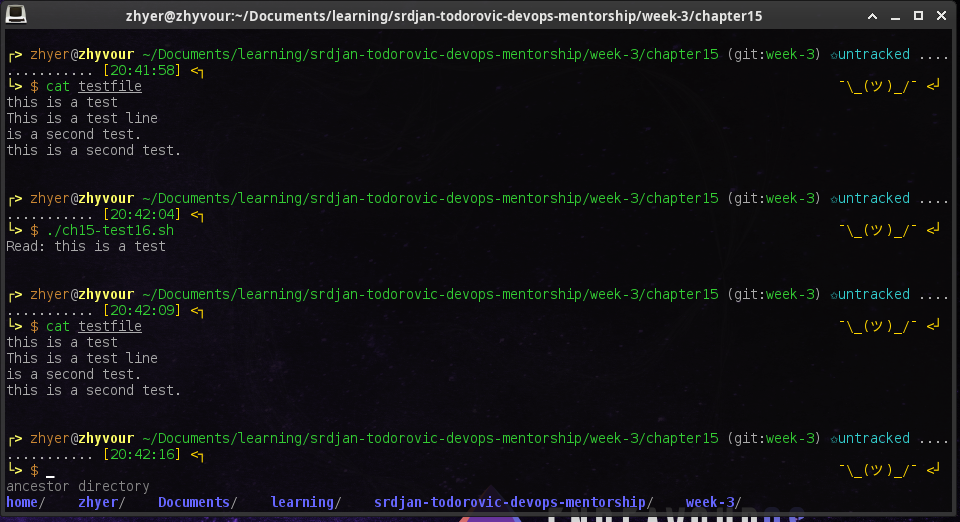 zhyer@zhyvour:~/Documents/learning/srdjan-todorovic-devops-mentorship/week-3/chapter15
┌> zhyer@zhyvour ~/Documents/learning/srdjan-todorovic-devops-mentorship/week-3/chapter15 (git:week-3) ✩untracked ....
........... [20:41:58] <┐
└> $ cat testfile ¯\_(ツ)_/¯ <┘
this is a test
This is a test line
is a second test.
this is a second test.
┌> zhyer@zhyvour ~/Documents/learning/srdjan-todorovic-devops-mentorship/week-3/chapter15 (git:week-3) ✩untracked ....
........... [20:42:04] <┐
└> $ ./ch15-test16.sh ¯\_(ツ)_/¯ <┘
Read: this is a test
┌> zhyer@zhyvour ~/Documents/learning/srdjan-todorovic-devops-mentorship/week-3/chapter15 (git:week-3) ✩untracked ....
........... [20:42:09] <┐
└> $ cat testfile ¯\_(ツ)_/¯ <┘
this is a test
This is a test line
is a second test.
this is a second test.
┌> zhyer@zhyvour ~/Documents/learning/srdjan-todorovic-devops-mentorship/week-3/chapter15 (git:week-3) ✩untracked ....
........... [20:42:16] <┐
└> $ _ ¯\_(ツ)_/¯ <┘
ancestor directory
home/ zhyer/ Documents/ learning/ srdjan-todorovic-devops-mentorship/ week-3/